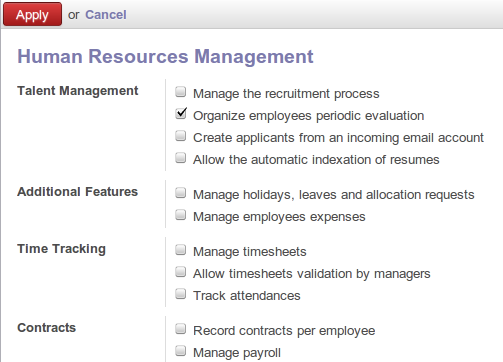 Apply or Cancel
Human Resources Management
Talent Management Manage the recruitment process
Organize employees periodic evaluation
Create applicants from an incoming email account
Allow the automatic indexation of resumes
Additional Features Manage holidays, leaves and allocation requests
Manage employees expenses
Time Tracking Manage timesheets
Allow timesheets validation by managers
Track attendances
Contracts Record contracts per employee
Manage payroll